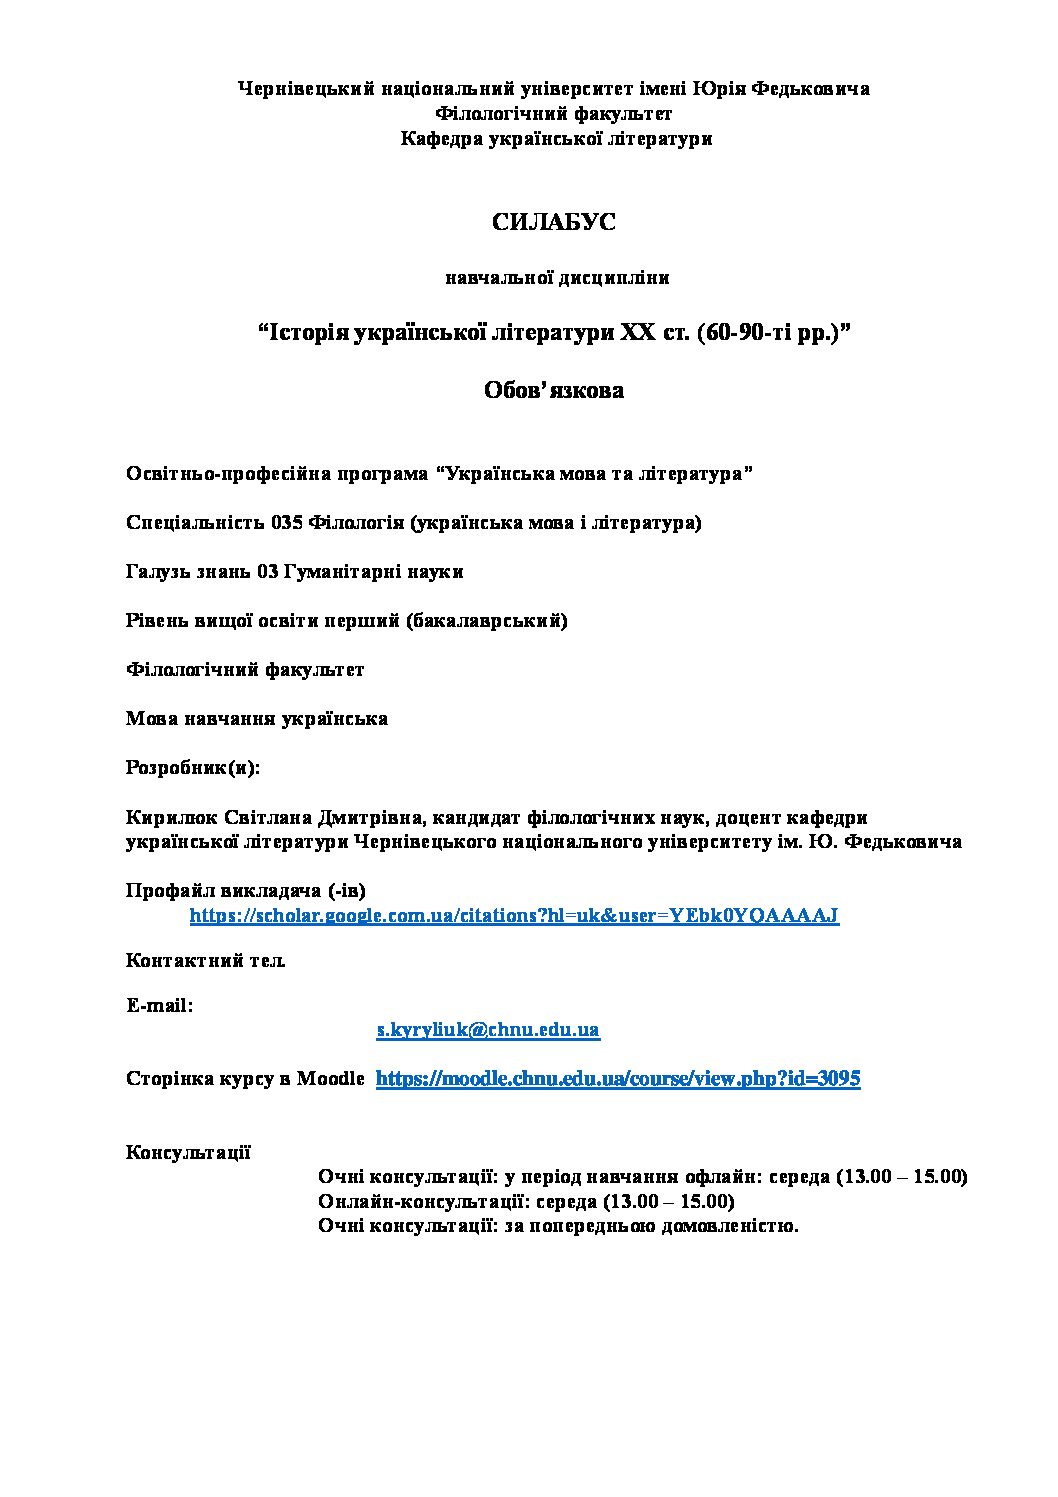 Чернівецький національний університет імені Юрія Федьковича
Філологічний факультет
Кафедра української літератури
СИЛАБУС
навчальної дисципліни
“Історія української літератури ХХ ст. (60-90-ті рр.)”
Обов’язкова
Освітньо-професійна програма “Українська мова та література”
Спеціальність 035 Філологія (українська мова і література)
Галузь знань 03 Гуманітарні науки
Рівень вищої освіти перший (бакалаврський)
Філологічний факультет
Мова навчання українська
Розробник(и):
Кирилюк Світлана Дмитрівна, кандидат філологічних наук, доцент кафедри
української літератури Чернівецького національного університету ім. Ю. Федьковича
Профайл викладача (-ів)
https://scholar.google.com.ua/citations?hl=uk&user=YEbk0YQAAAAJ
Контактний тел.
E-mail:
s.kyryliuk@chnu.edu.ua
Сторінка курсу в Moodle https://moodle.chnu.edu.ua/course/view.php?id=3095
Консультації
Очні консультації: у період навчання офлайн: середа (13.00 – 15.00)
Онлайн-консультації: середа (13.00 – 15.00)
Очні консультації: за попередньою домовленістю.